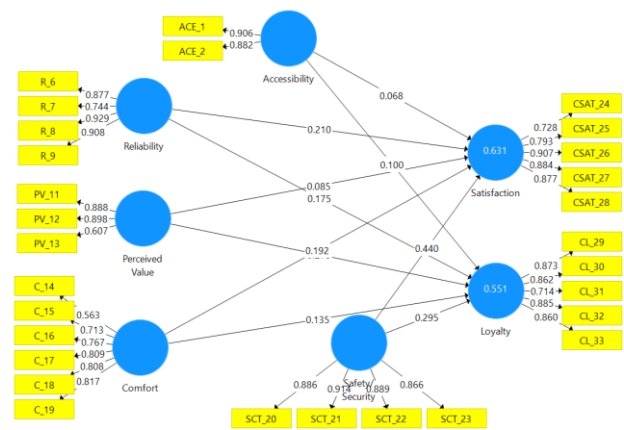 ACE_1
0.906
ACE_2
0.882
Accessibility
R_6
0.877
R_7
0.744
R_8
0.929
R_9
0.908
Reliability
0.068
0.210
0.100
CSAT_24
0.728
CSAT_25
0.793
0.631
CSAT_26
0.907
CSAT_27
0.884
CSAT_28
0.877
Satisfaction
PV_11
0.888
PV_12
0.898
PV_13
0.607
Perceived
Value
0.085
0.175
0.192
0.440
CL_29
0.873
CL_30
0.862
0.551
CL_31
0.714
CL_32
0.885
CL_33
0.860
Loyalty
C_14
0.563
C_15
0.713
C_16
0.767
C_17
0.809
C_18
0.808
C_19
0.817
Comfort
0.135
0.295
Safety/
Security
0.886
0.914
0.889
0.866
SCT_20
SCT_21
SCT_22
SCT_23